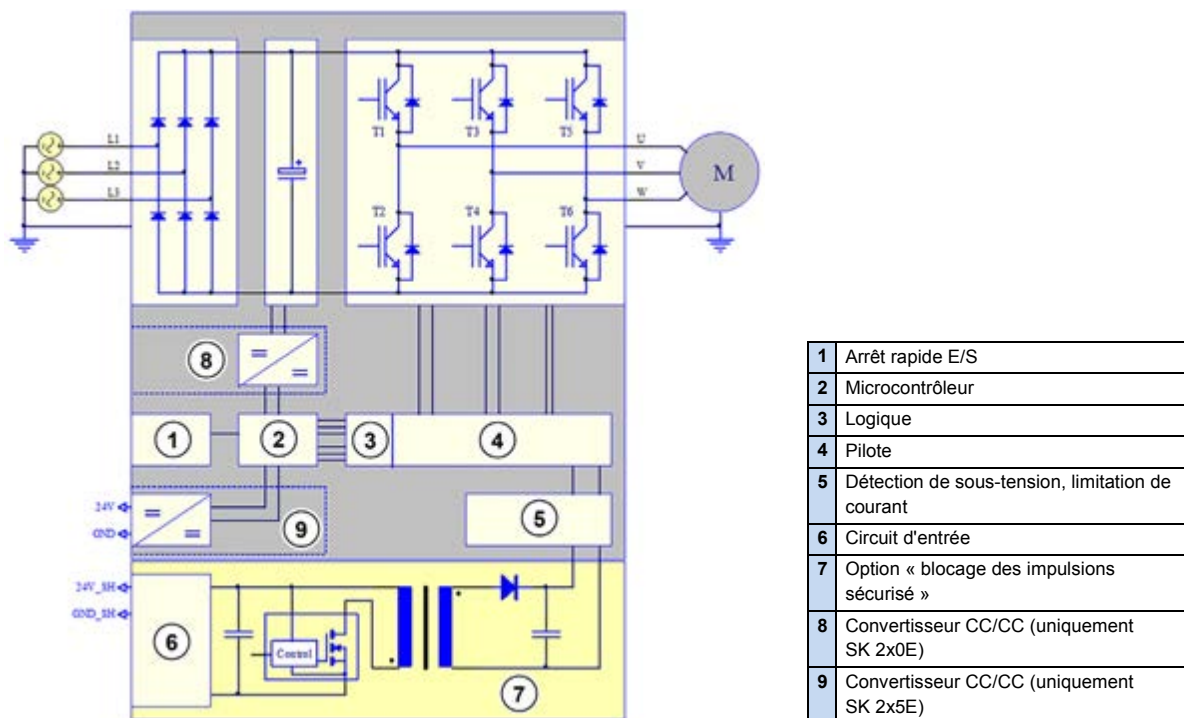 L1
L2
L3
+
T1
T3
T5
T2
T4
T6
U
V
W
M
8
1
2
3
4
24V
GND
9
5
24V_SH
GND_SH
6
Control
7
1 Arrêt rapide E/S
2 Microcontrôleur
3 Logique
4 Pilote
5 Détection de sous-tension, limitation de
courant
6 Circuit d'entrée
7 Option « blocage des impulsions
sécurisé »
8 Convertisseur CC/CC (uniquement
SK 2x0E)
9 Convertisseur CC/CC (uniquement
SK 2x5E)